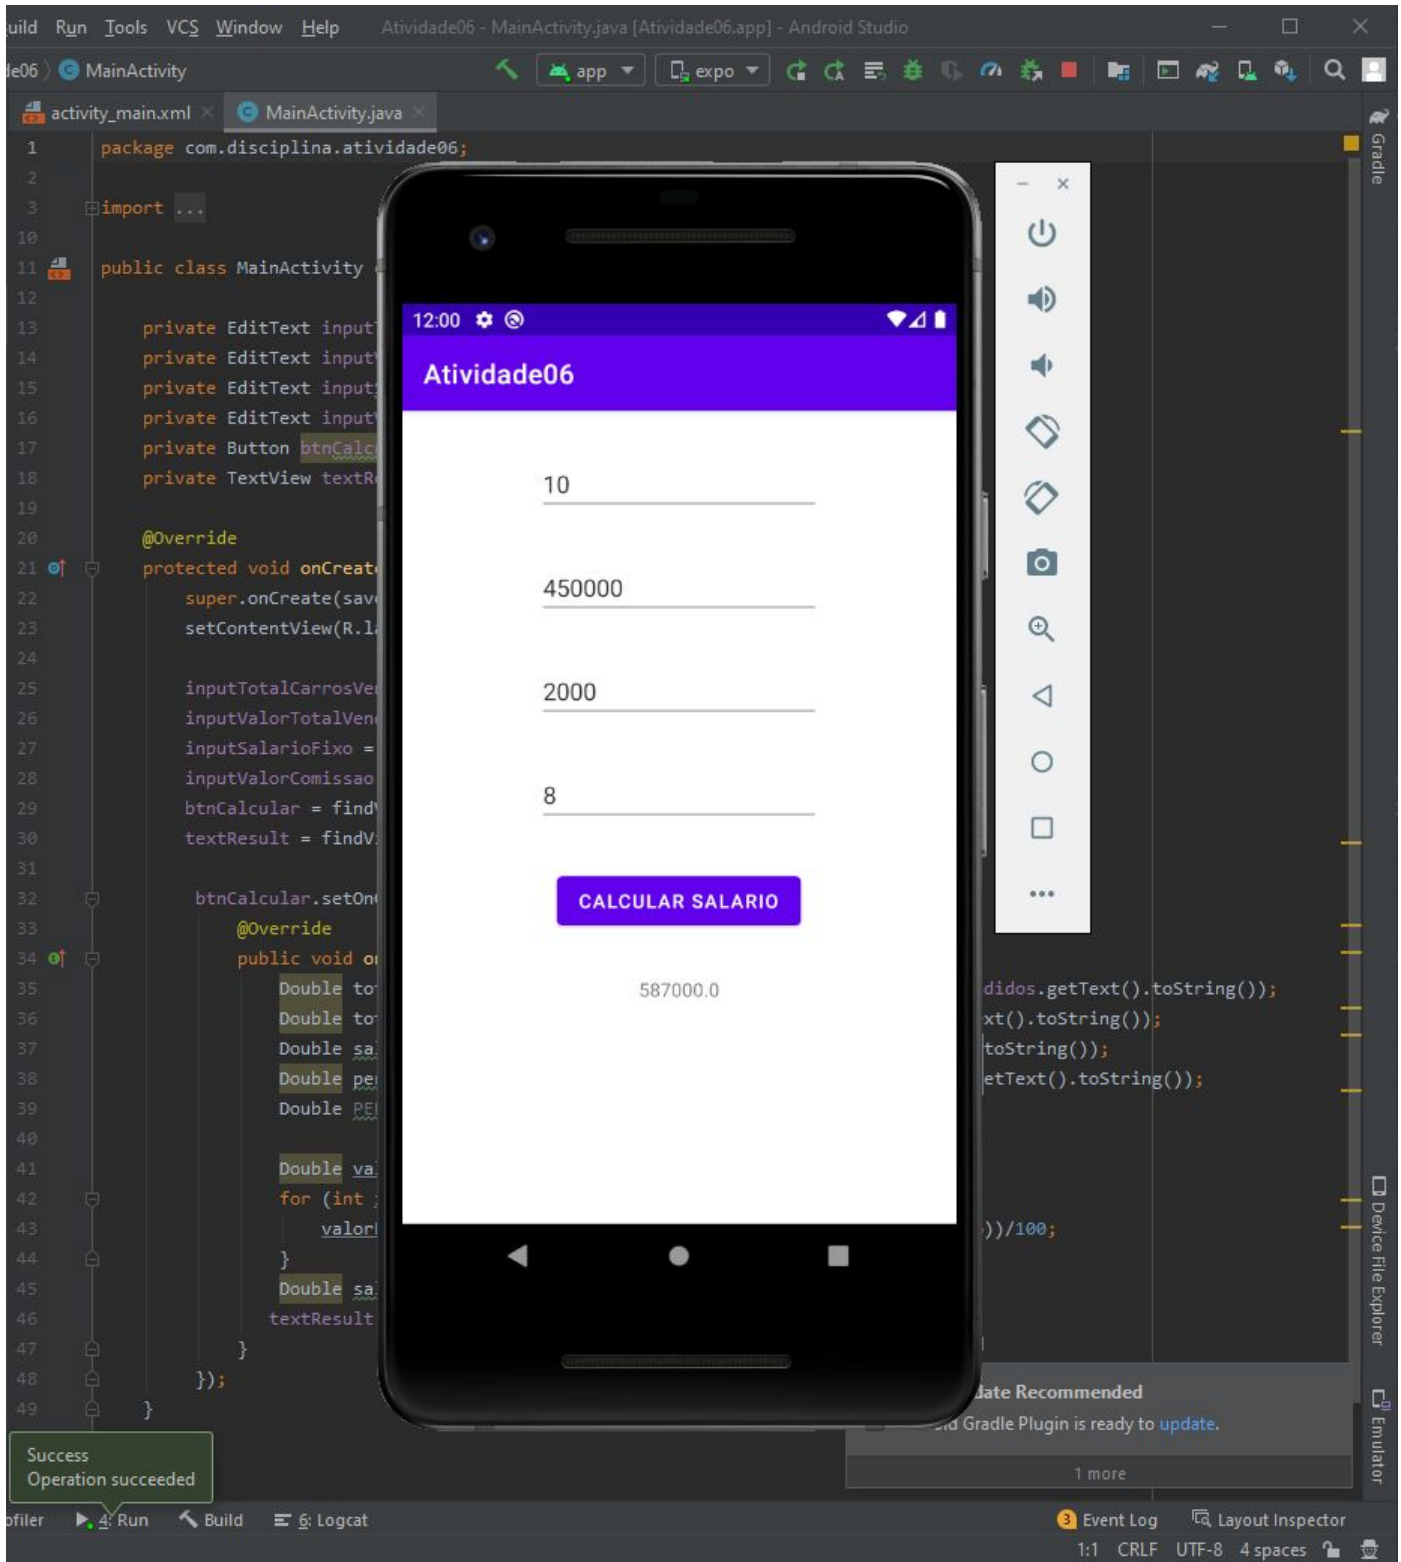 uild Run Tools VCS Window Help Atividade06 - MainActivity.java [Atividade06.app] - Android Studio
de06 MainActivity app expo
activity_main.xml MainActivity.java
1 package com.disciplina.atividade06;
2
3 import ...
10
11 public class MainActivity
12
13 private EditText input
14 private EditText input
15 private EditText input
16 private EditText input
17 private Button btnCalc
18 private TextView textR
19
20 @Override
21 protected void onCreate
22 super.onCreate(save
23 setContentView(R.la
24
25 inputTotalCarrosVe
26 inputValorTotalVen
27 inputSalarioFixo =
28 inputValorComissao
29 btnCalcular = find
30 textResult = findV
31
32 btnCalcular.setOn
33 @Override
34 public void o
35 Double to didos.getText().toString());
36 Double to xt().toString());
37 Double sa toString());
38 Double pe etText().toString());
39 Double PE
40
41 Double va
42 for (int
43 valor ))/100;
44 }
45 Double sa
46 textResult
47 }
48 });
49 }
12:00
Atividade06
10
450000
2000
8
CALCULAR SALARIO
587000.0
Gradle
Device File Explorer
Emulator
date Recommended
Gradle Plugin is ready to update.
1 more
Success
Operation succeeded
ofiler 4: Run Build 6: Logcat 3 Event Log Layout Inspector
1:1 CRLF UTF-8 4 spaces